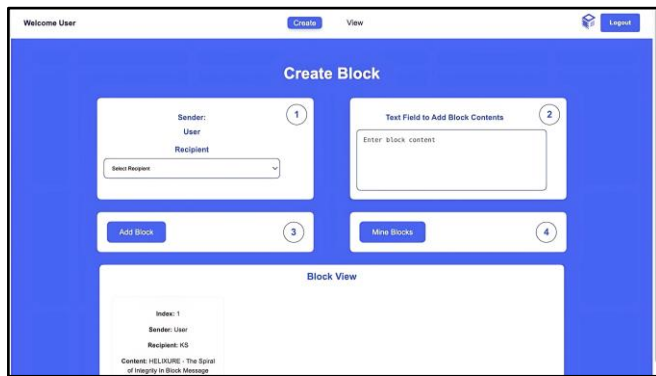 Welcome User
Create
View
Logout
Create Block
Sender:
User
Recipient
Select Recipient
1
Text Field to Add Block Contents
2
Enter block content
Add Block
3
Mine Blocks
4
Block View
Index: 1
Sender: User
Recipient: KS
Content: HELIXURE - The Spiral
of Integrity in Block Message